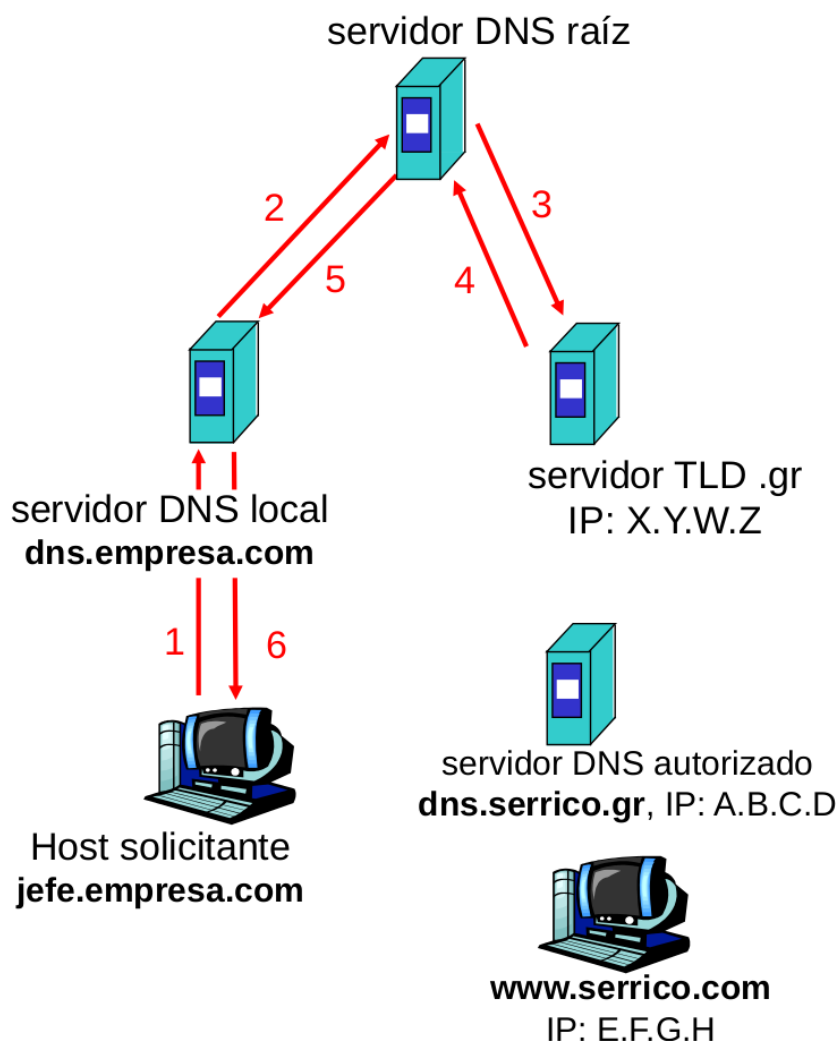 servidor DNS raíz
2
3
5
4
servidor DNS local
dns.empresa.com
servidor TLD .gr
IP: X.Y.W.Z
1
6
Host solicitante
jefe.empresa.com
servidor DNS autorizado
dns.serrico.gr, IP: A.B.C.D
www.serrico.com
IP: E.F.G.H